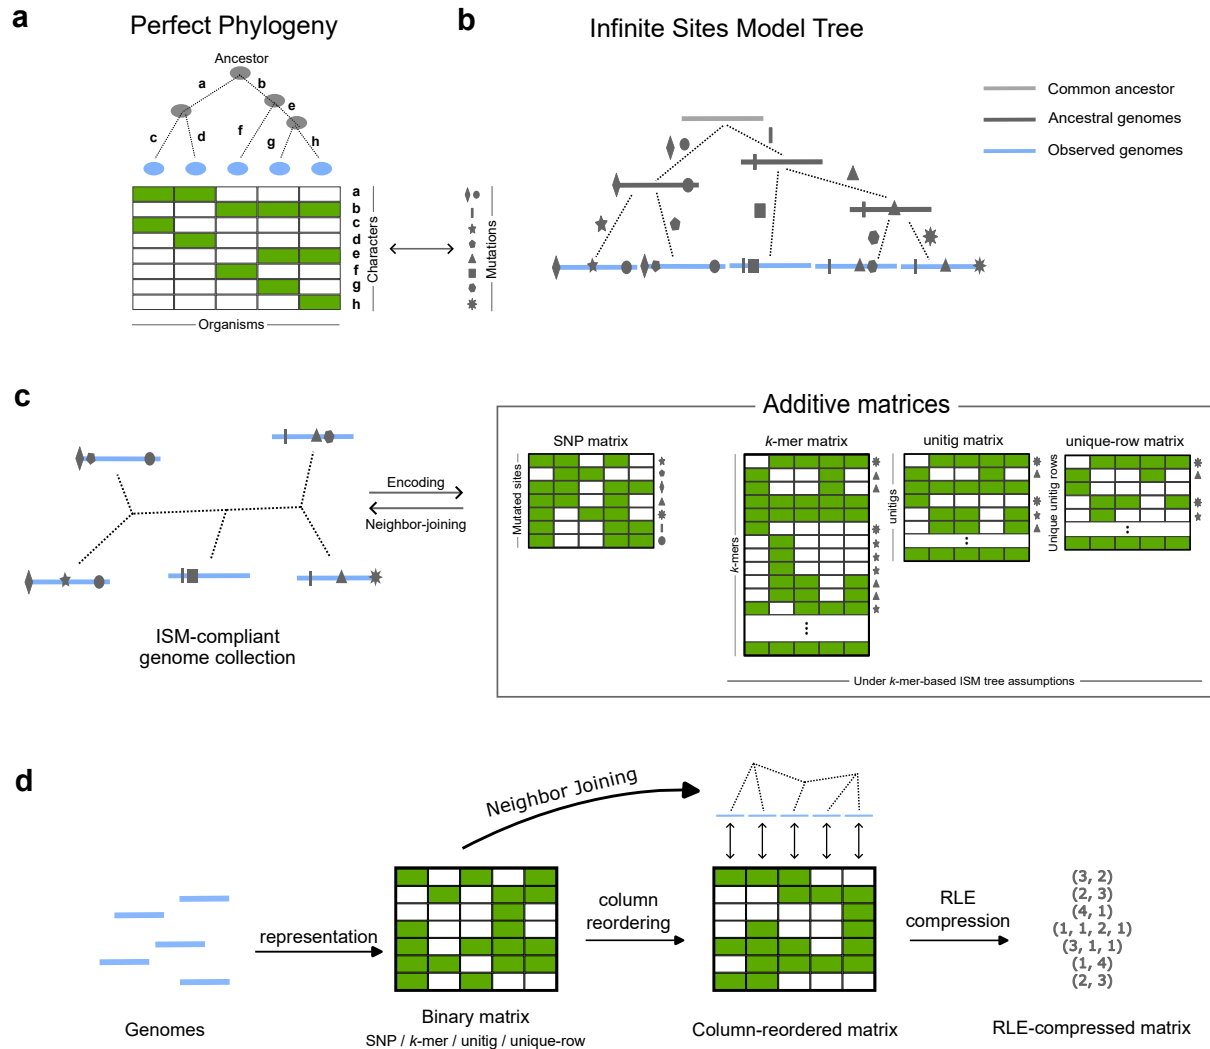 a
Perfect Phylogeny
Ancestor
a
b
e
c
d
f
g
h
a
b
c
d
e
f
g
h
Characters
Organisms
Mutations
b
Infinite Sites Model Tree
Common ancestor
Ancestral genomes
Observed genomes
c
ISM-compliant
genome collection
Encoding
Neighbor-joining
Additive matrices
SNP matrix
Mutated sites
k-mer matrix
k-mers
unitig matrix
unitigs
unique-row matrix
Unique unitig rows
Under k-mer-based ISM tree assumptions
d
Genomes
representation
Neighbor Joining
Binary matrix
SNP / k-mer / unitig / unique-row
column
reordering
Column-reordered matrix
RLE
compression
(3, 2)
(2, 3)
(4, 1)
(1, 1, 2, 1)
(3, 1, 1)
(1, 4)
(2, 3)
RLE-compressed matrix